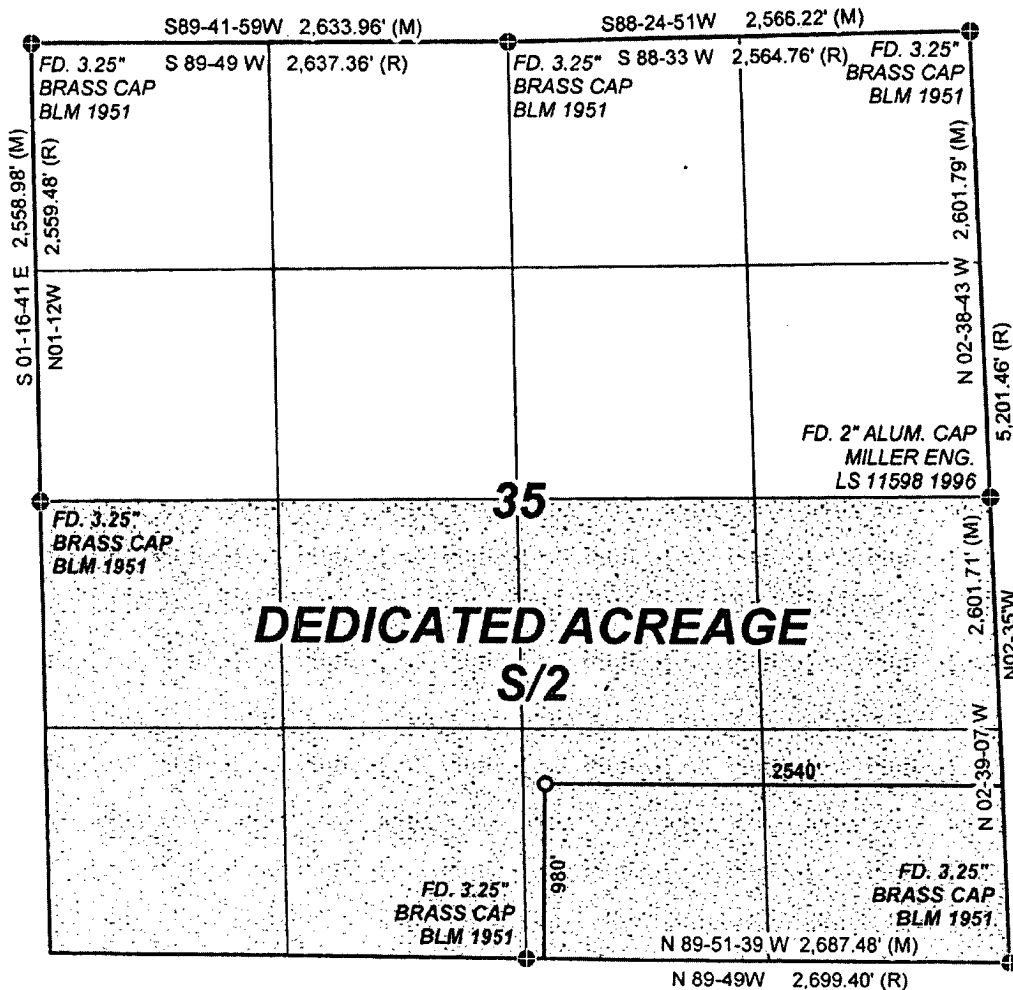 S89-41-59W 2,633.96' (M)
S88-24-51W 2,566.22' (M)
S 89-49 W 2,637.36' (R)
S 88-33 W 2,564.76' (R)
FD. 3.25"
BRASS CAP
BLM 1951
FD. 3.25"
BRASS CAP
BLM 1951
FD. 3.25"
BRASS CAP
BLM 1951
S 01-16-41 E 2,558.98' (M)
N01-12W 2,559.48' (R)
N 02-38-43 W 2,601.79' (M)
5,201.46' (R)
FD. 2" ALUM. CAP
MILLER ENG.
LS 11598 1996
35
FD. 3.25"
BRASS CAP
BLM 1951
DEDICATED ACREAGE
S/2
N 02-39-07 W 2,601.71' (M)
N02-35W
2540'
980'
FD. 3.25"
BRASS CAP
BLM 1951
FD. 3.25"
BRASS CAP
BLM 1951
N 89-51-39 W 2,687.48' (M)
N 89-49W 2,699.40' (R)